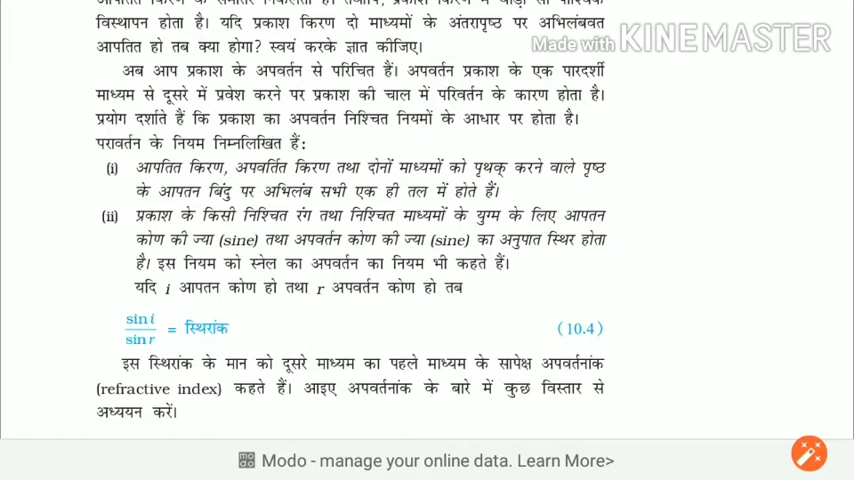 विस्थापन होता है। यदि प्रकाश किरण दो माध्यमों के अंतरापृष्ठ पर अभिलंबवत
आपतित हो तब क्या होगा? स्वयं करके ज्ञात कीजिए।
Made with KINEMASTER
अब आप प्रकाश के अपवर्तन से परिचित हैं। अपवर्तन प्रकाश के एक पारदर्शी
माध्यम से दूसरे में प्रवेश करने पर प्रकाश की चाल में परिवर्तन के कारण होता है।
प्रयोग दर्शाते हैं कि प्रकाश का अपवर्तन निश्चित नियमों के आधार पर होता है।
परावर्तन के नियम निम्नलिखित हैं:
(i) आपतित किरण, अपवर्तित किरण तथा दोनों माध्यमों को पृथक् करने वाले पृष्ठ
के आपतन बिंदु पर अभिलंब सभी एक ही तल में होते हैं।
(ii) प्रकाश के किसी निश्चित रंग तथा निश्चित माध्यमों के युग्म के लिए आपतन
कोण की ज्या (sine) तथा अपवर्तन कोण की ज्या (sine) का अनुपात स्थिर होता
है। इस नियम को स्नेल का अपवर्तन का नियम भी कहते हैं।
यदि i आपतन कोण हो तथा r अपवर्तन कोण हो तब
sin i
= स्थिरांक (10.4)
sin r
इस स्थिरांक के मान को दूसरे माध्यम का पहले माध्यम के सापेक्ष अपवर्तनांक
(refractive index) कहते हैं। आइए अपवर्तनांक के बारे में कुछ विस्तार से
अध्ययन करें।
Modo - manage your online data. Learn More>